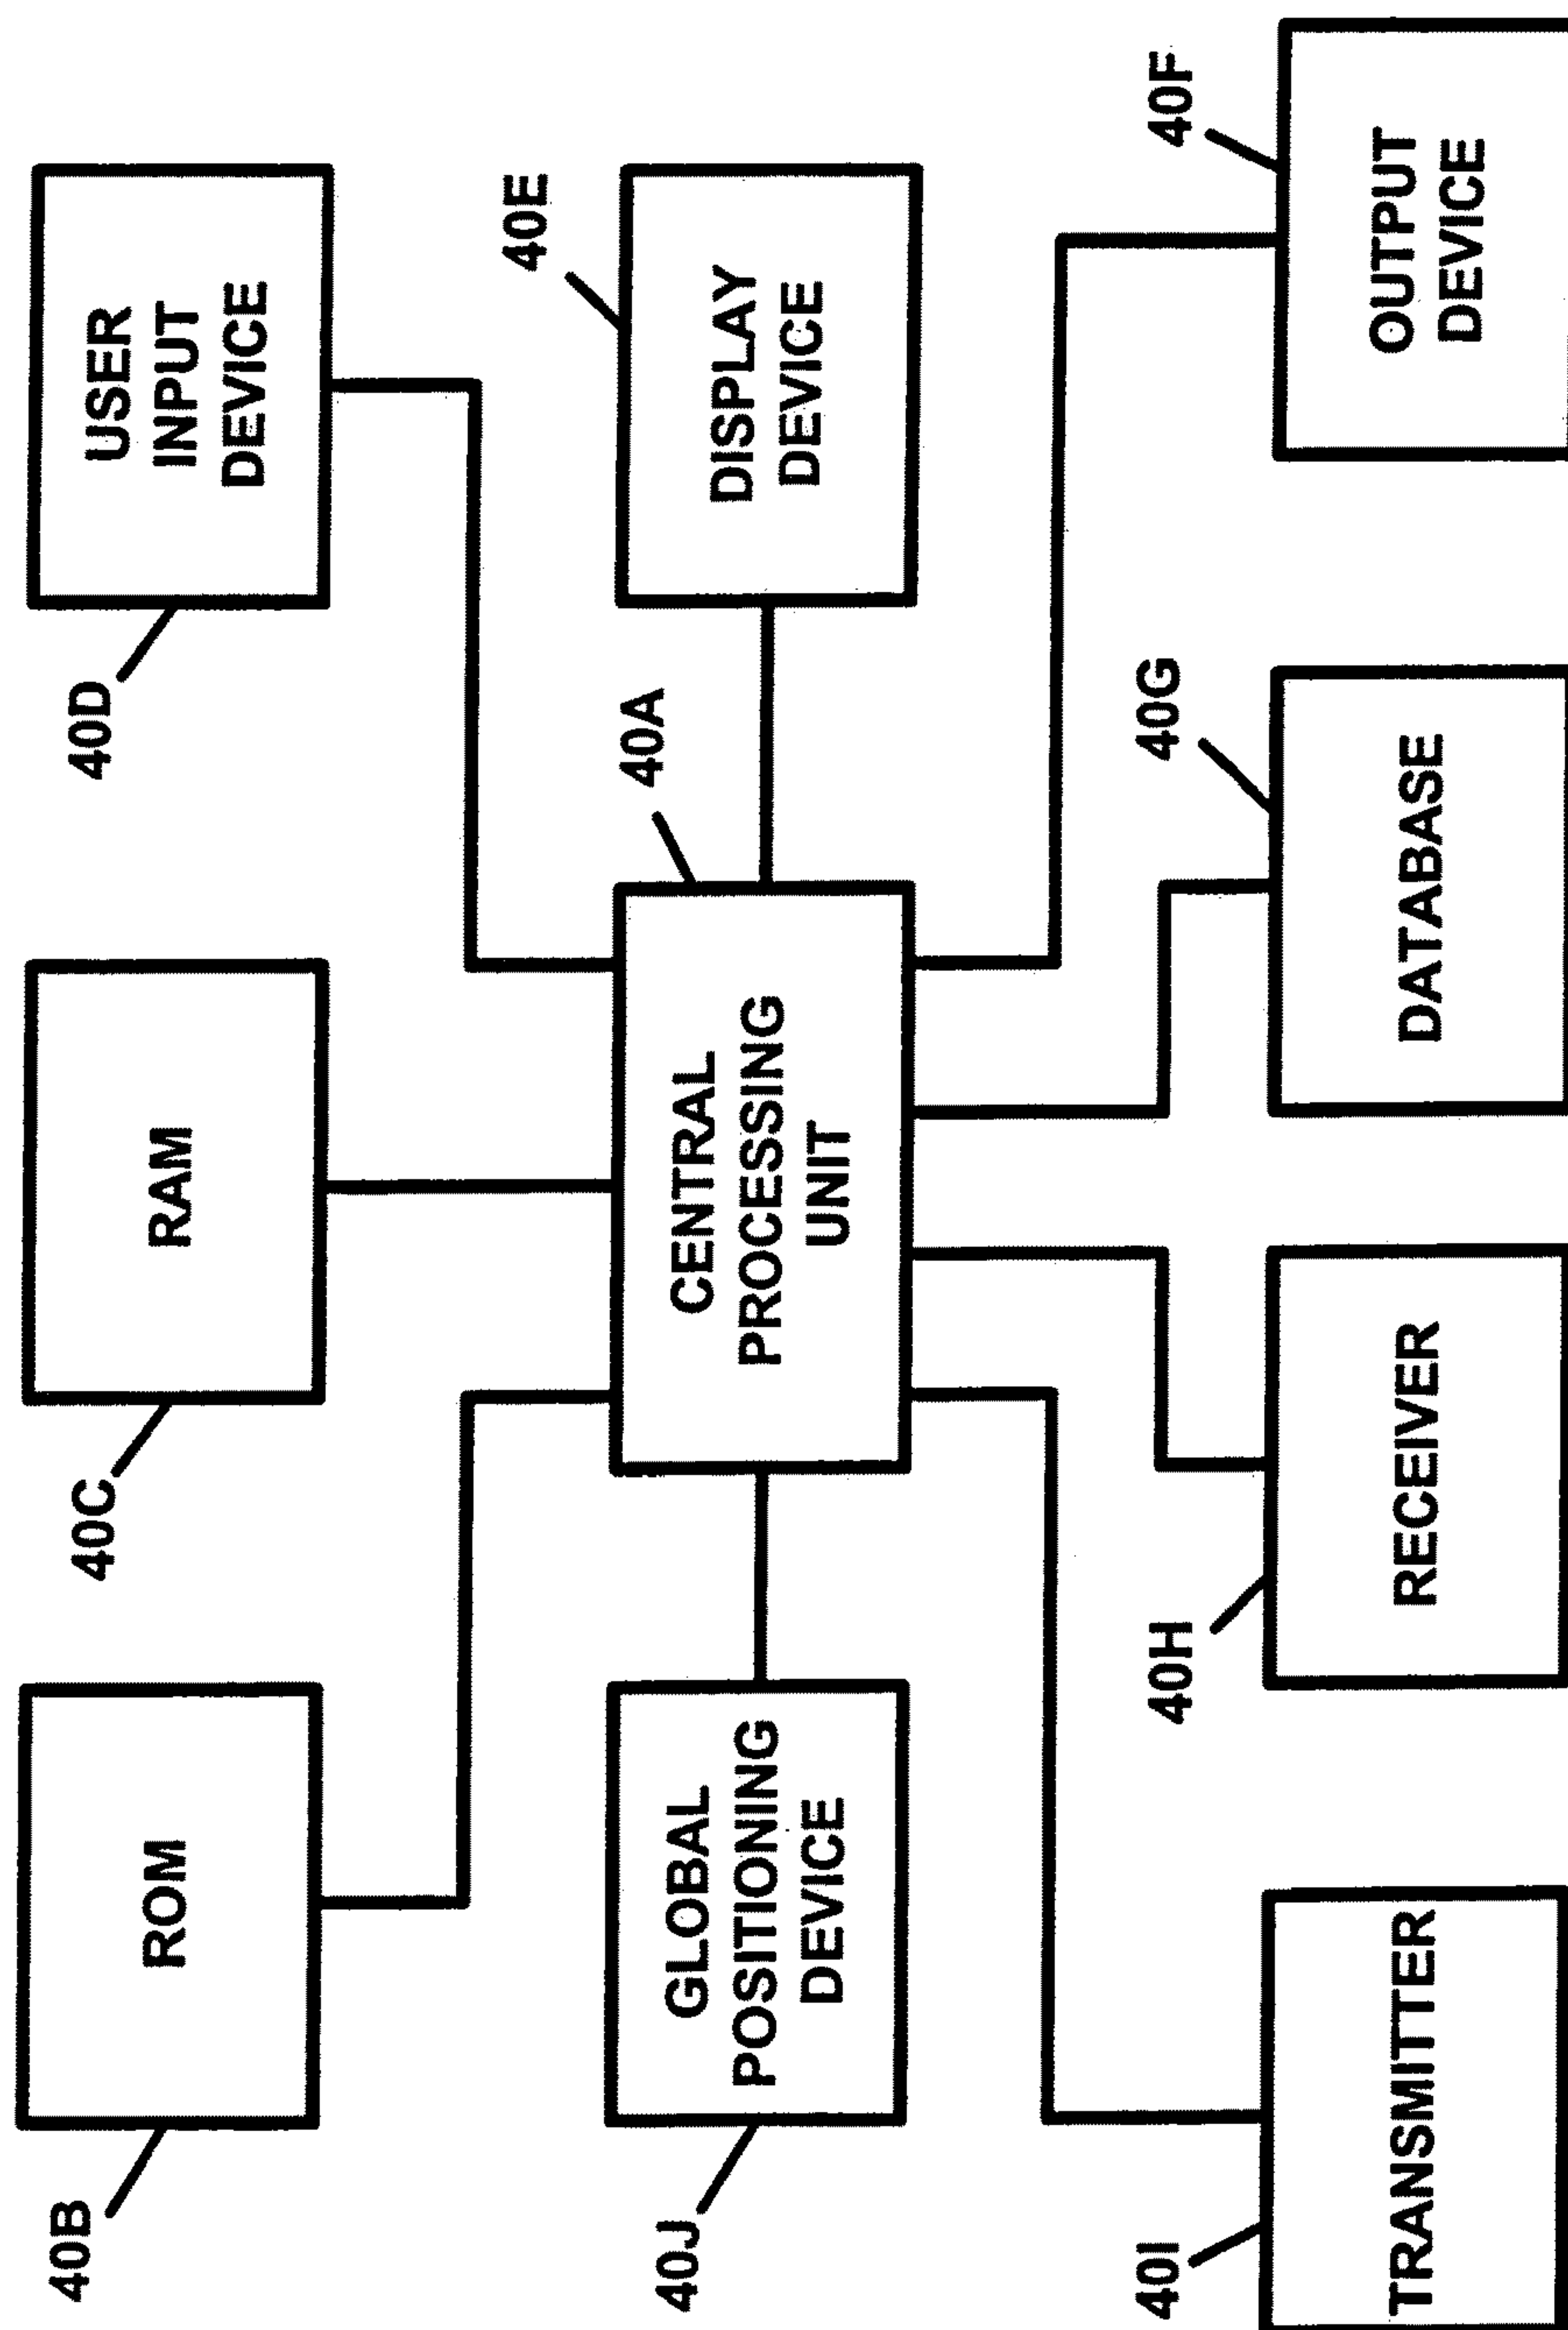 40B
ROM
40C
RAM
40D
USER
INPUT
DEVICE
40J
GLOBAL
POSITIONING
DEVICE
CENTRAL
PROCESSING
UNIT
40A
DISPLAY
DEVICE
40E
40I
TRANSMITTER
40H
RECEIVER
DATABASE
40G
OUTPUT
DEVICE
40F